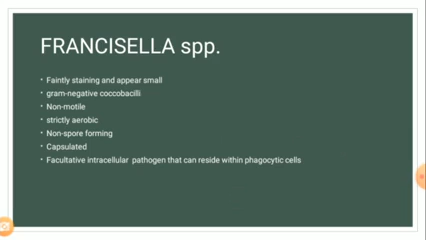 FRANCISELLA spp.
• Faintly staining and appear small
• gram-negative coccobacilli
• Non-motile
• strictly aerobic
• Non-spore forming
• Capsulated
• Facultative intracellular pathogen that can reside within phagocytic cells